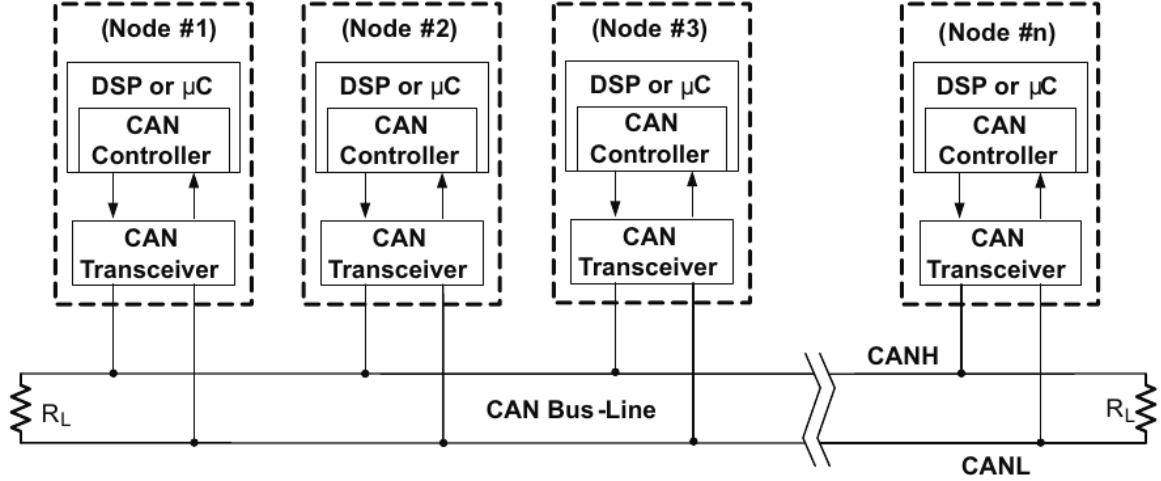 (Node #1)
DSP or µC
CAN
Controller
CAN
Transceiver
(Node #2)
DSP or µC
CAN
Controller
CAN
Transceiver
(Node #3)
DSP or µC
CAN
Controller
CAN
Transceiver
(Node #n)
DSP or µC
CAN
Controller
CAN
Transceiver
CANH
RL
CAN Bus-Line
RL
CANL